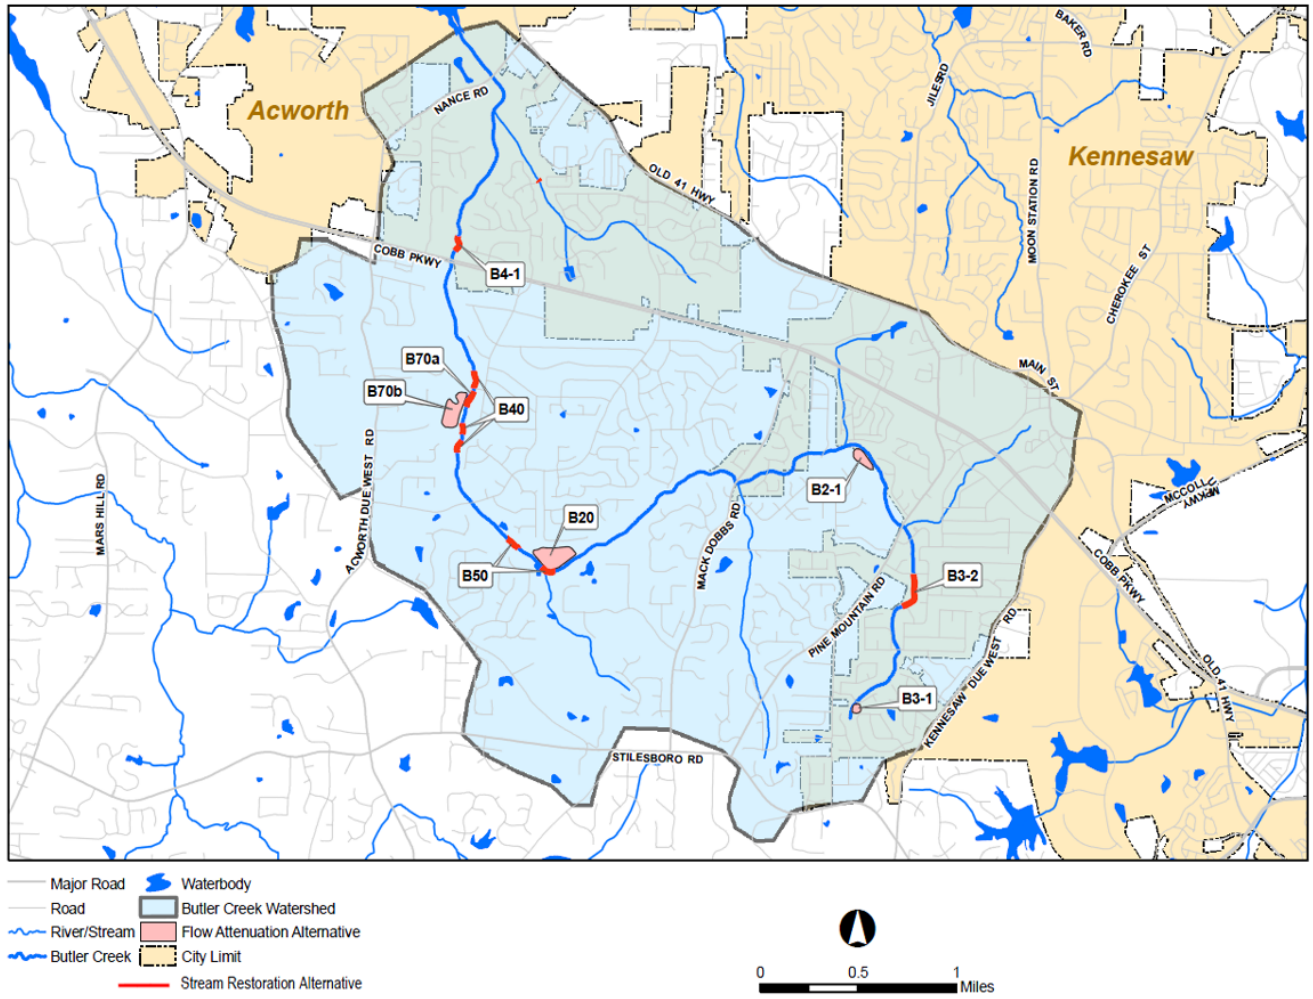 BAKER RD
JILES RD
Acworth
NANCE RD
Kennesaw
OLD 41 HWY
MOON STATION RD
COBB PKWY
B4-1
CHEROKEE ST
B70a
MAIN ST
B70b
B40
ACWORTH DUE WEST RD
MARS HILL RD
B2-1
MCCOLLUM PKWY
B20
MACK DOBBS RD
B50
COBB PKWY
B3-2
PINE MOUNTAIN RD
KENNESAW DUE WEST RD
OLD 41 HWY
B3-1
STILESBORO RD
Major Road
Waterbody
Road
Butler Creek Watershed
River/Stream
Flow Attenuation Alternative
Butler Creek
City Limit
Stream Restoration Alternative
0 0.5 1
Miles